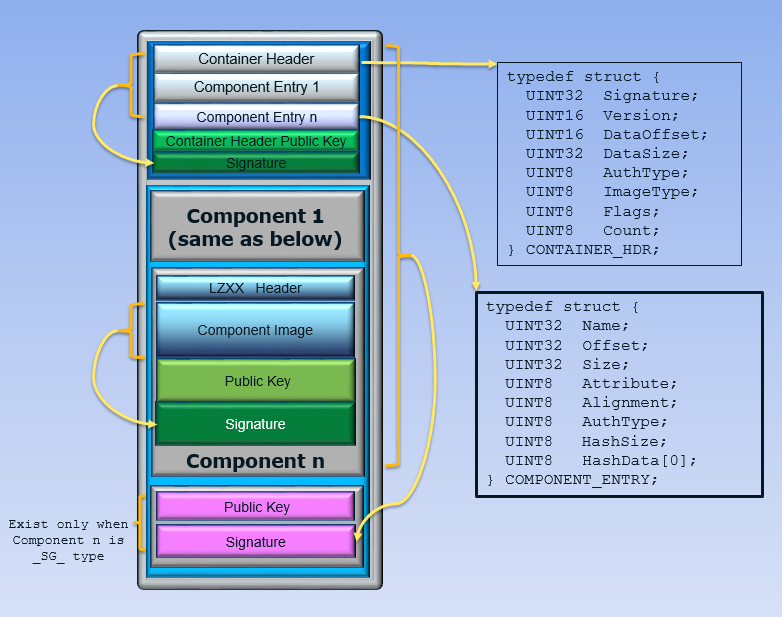 Container Header
Component Entry 1
Component Entry n
Container Header Public Key
Signature
Component 1
(same as below)
LZXX Header
Component Image
Public Key
Signature
Component n
Public Key
Signature
Exist only when
Component n is
_SG_ type
typedef struct {
UINT32 Signature;
UINT16 Version;
UINT16 DataOffset;
UINT32 DataSize;
UINT8 AuthType;
UINT8 ImageType;
UINT8 Flags;
UINT8 Count;
} CONTAINER_HDR;
typedef struct {
UINT32 Name;
UINT32 Offset;
UINT32 Size;
UINT8 Attribute;
UINT8 Alignment;
UINT8 AuthType;
UINT8 HashSize;
UINT8 HashData[0];
} COMPONENT_ENTRY;